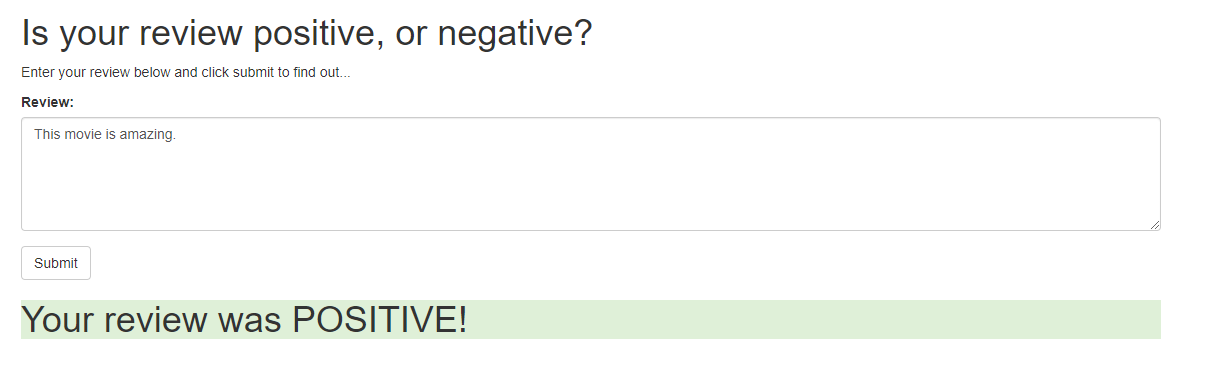 Is your review positive, or negative?
Enter your review below and click submit to find out...
Review:
This movie is amazing.
Submit
Your review was POSITIVE!